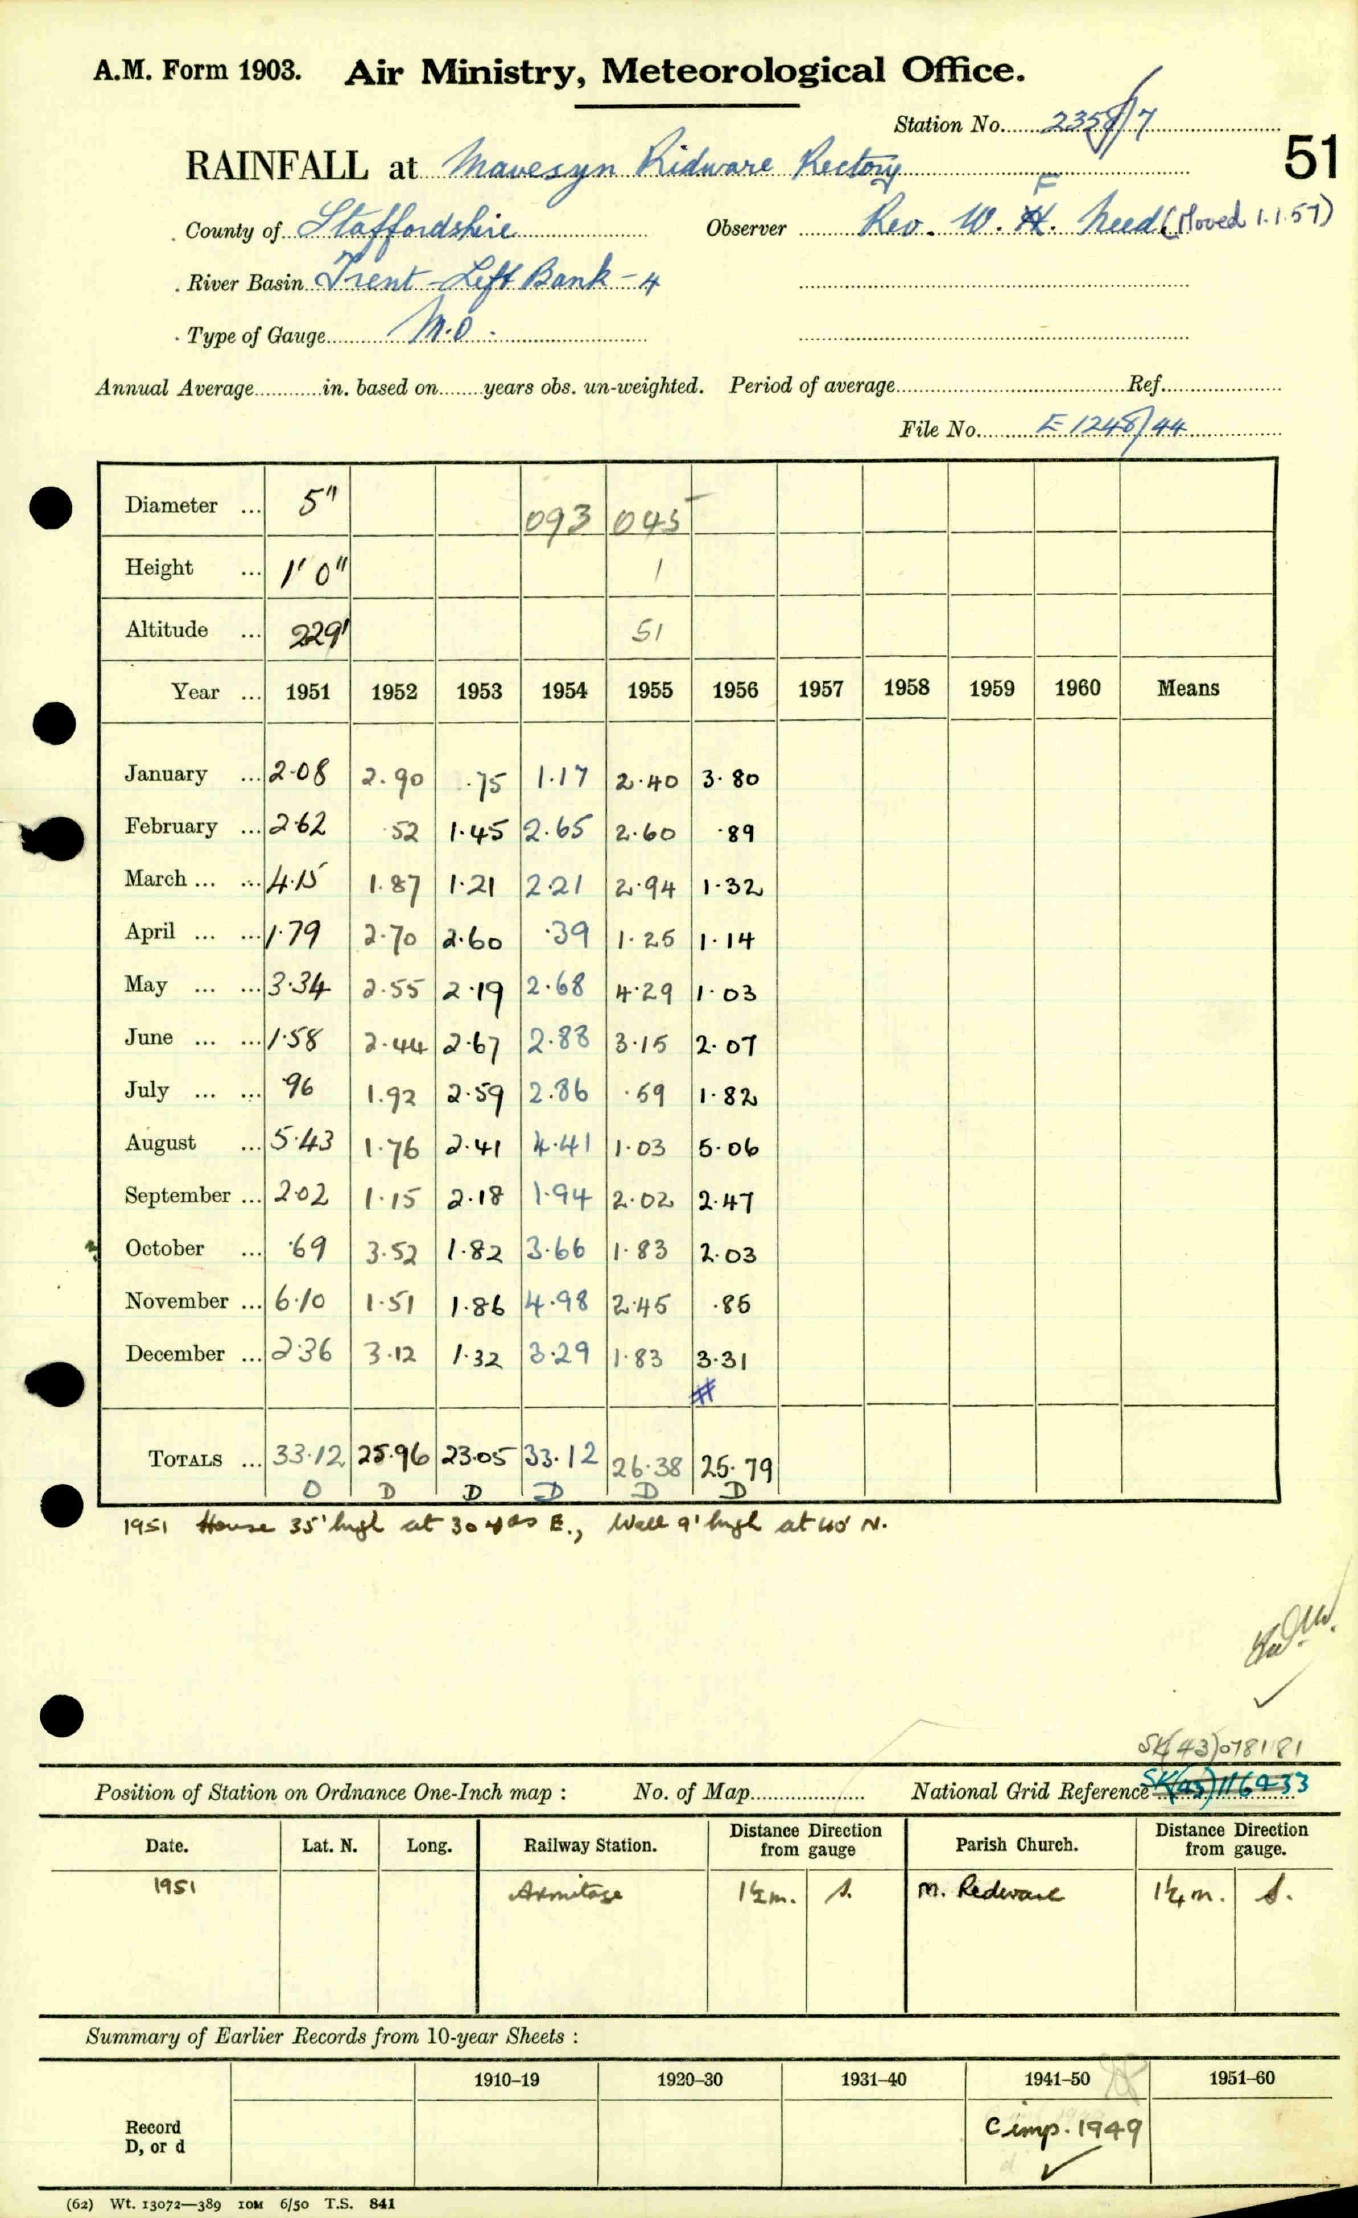 A.M. Form 1903. Air Ministry, Meteorological Office.
Station No. 2358/7
51
RAINFALL at Mavesyn Ridware Rectory
County of Staffordshire Observer Rev. W. F. Need (Moved 1.1.57)
River Basin Trent - Left Bank - 4
Type of Gauge M.O.
Annual Average in. based on years obs. un-weighted. Period of average Ref.
File No. E 1248/44
Diameter ... 5" 093 045
Height ... 1' 0" 1
Altitude ... 229' 51
Year ... 1951 1952 1953 1954 1955 1956 1957 1958 1959 1960 Means
January ... 2.08 2.90 .75 1.17 2.40 3.80
February ... 2.62 .52 1.45 2.65 2.60 .89
March ... ... 4.15 1.87 1.21 2.21 2.94 1.32
April ... ... 1.79 2.70 2.60 .39 1.25 1.14
May ... ... 3.34 2.55 2.19 2.68 4.29 1.03
June ... ... 1.58 2.44 2.67 2.88 3.15 2.07
July ... ... .96 1.92 2.59 2.86 .59 1.82
August ... 5.43 1.76 2.41 4.41 1.03 5.06
September ... 2.02 1.15 2.18 1.94 2.02 2.47
October ... .69 3.52 1.82 3.66 1.83 2.03
November ... 6.10 1.51 1.86 4.98 2.45 .85
December ... 2.36 3.12 1.32 3.29 1.83 3.31
#
TOTALS ... 33.12 25.96 23.05 33.12 26.38 25.79
D D D D D D
1951 House 35' high at 30 yds E., Wall 9' high at 40' N.
SK(43)078181
Position of Station on Ordnance One-Inch map : No. of Map National Grid Reference SK(43)116233
Date. Lat. N. Long. Railway Station. Distance from gauge Direction Parish Church. Distance from gauge. Direction
1951 Armitage 1½m. S. M. Redware 1¼m. S.
Summary of Earlier Records from 10-year Sheets :
1910–19 1920–30 1931–40 1941–50 1951–60
Record D, or d C imp. 1949
(62) Wt. 13072—389 10M 6/50 T.S. 841